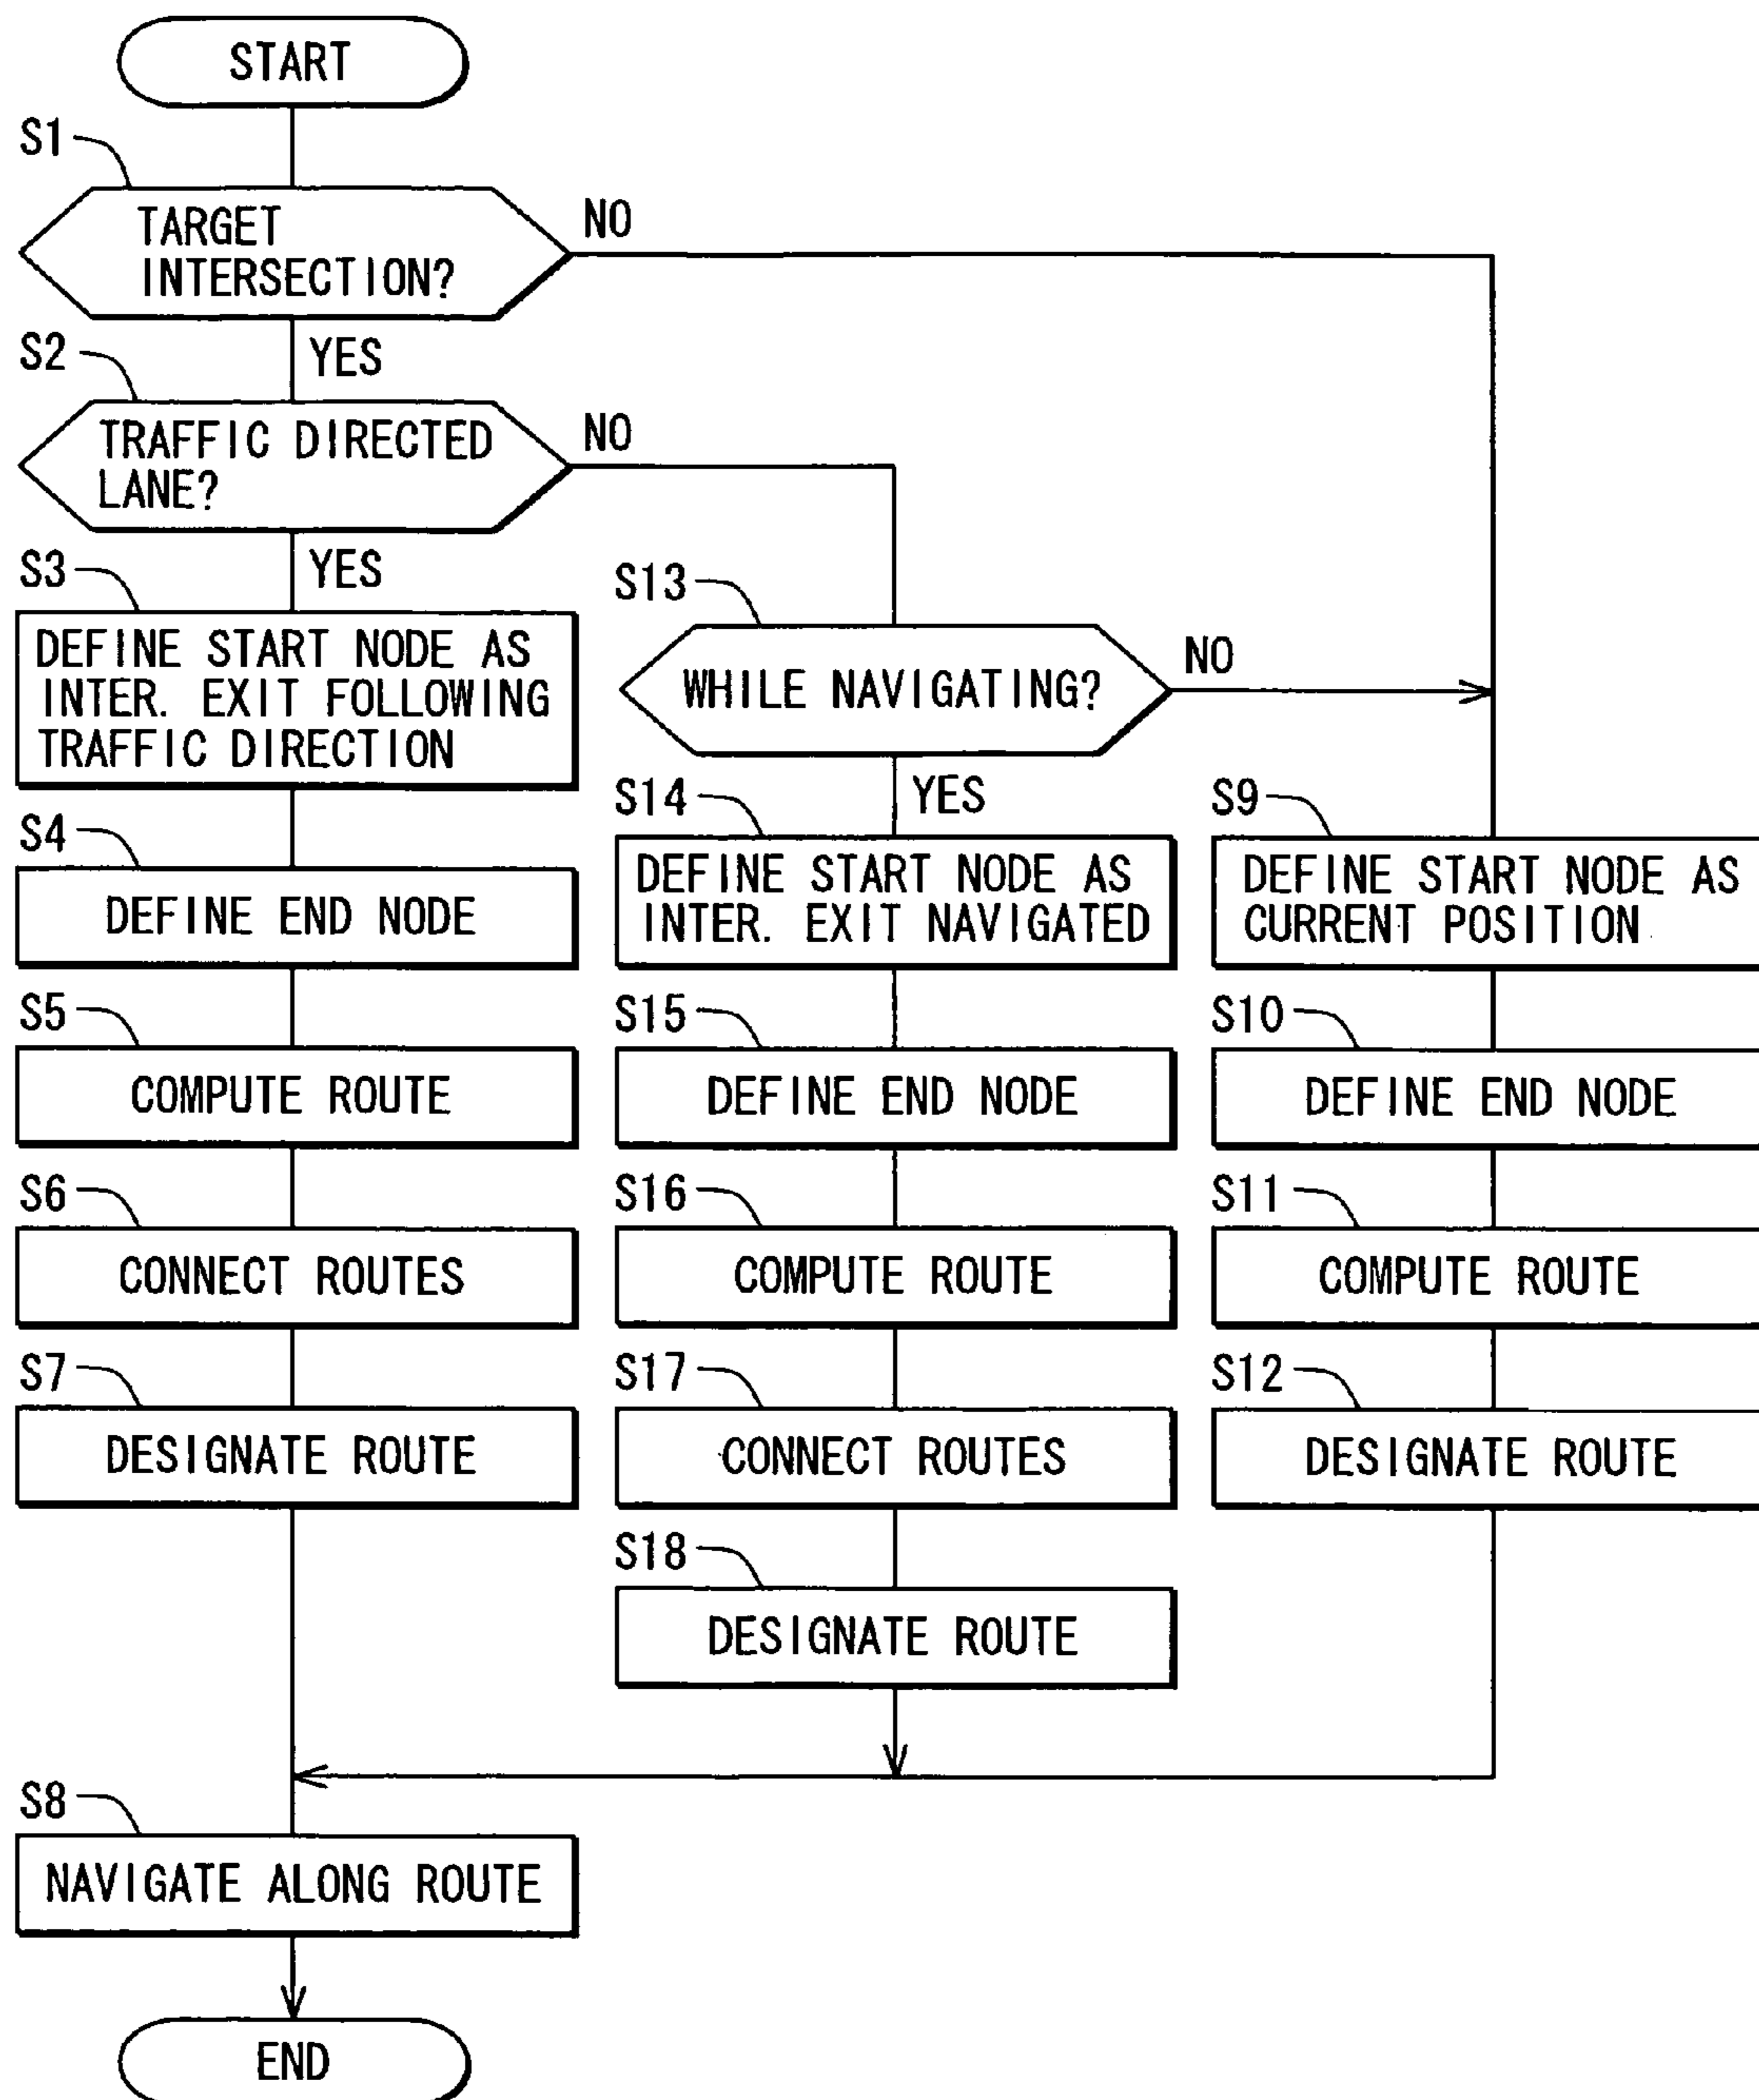 START
S1
TARGET
INTERSECTION?
NO
S2
YES
TRAFFIC DIRECTED
LANE?
NO
S3
YES
DEFINE START NODE AS
INTER. EXIT FOLLOWING
TRAFFIC DIRECTION
S4
DEFINE END NODE
S5
COMPUTE ROUTE
S6
CONNECT ROUTES
S7
DESIGNATE ROUTE
S13
WHILE NAVIGATING?
NO
S14
YES
DEFINE START NODE AS
INTER. EXIT NAVIGATED
S15
DEFINE END NODE
S16
COMPUTE ROUTE
S17
CONNECT ROUTES
S18
DESIGNATE ROUTE
S9
DEFINE START NODE AS
CURRENT POSITION
S10
DEFINE END NODE
S11
COMPUTE ROUTE
S12
DESIGNATE ROUTE
S8
NAVIGATE ALONG ROUTE
END